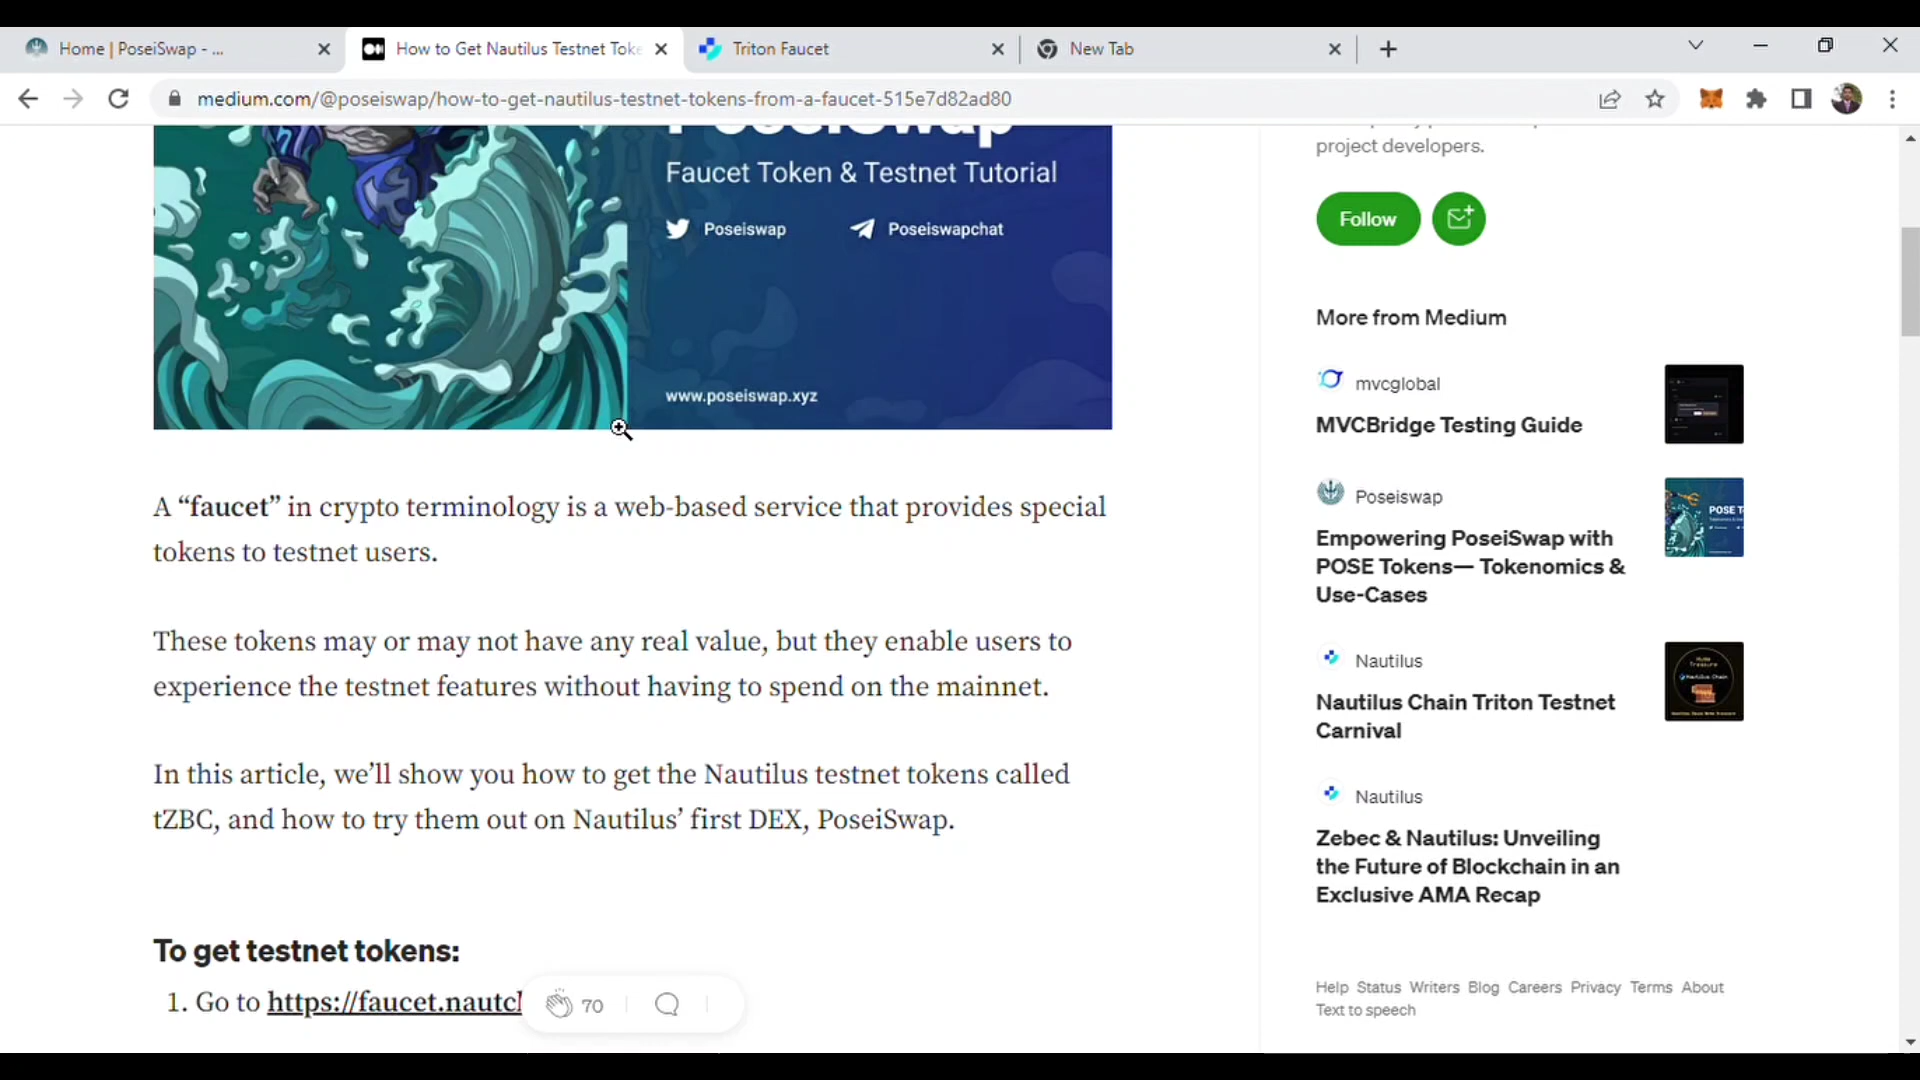 Home | PoseiSwap - ...
How to Get Nautilus Testnet Toke
Triton Faucet
New Tab
medium.com/@poseiswap/how-to-get-nautilus-testnet-tokens-from-a-faucet-515e7d82ad80
PoseiSwap
Faucet Token & Testnet Tutorial
Poseiswap
Poseiswapchat
www.poseiswap.xyz
A “faucet” in crypto terminology is a web-based service that provides special
tokens to testnet users.
These tokens may or may not have any real value, but they enable users to
experience the testnet features without having to spend on the mainnet.
In this article, we’ll show you how to get the Nautilus testnet tokens called
tZBC, and how to try them out on Nautilus’ first DEX, PoseiSwap.
To get testnet tokens:
1. Go to https://faucet.nautcl
70
project developers.
Follow
More from Medium
mvcglobal
MVCBridge Testing Guide
Poseiswap
Empowering PoseiSwap with
POSE Tokens— Tokenomics &
Use-Cases
POSE T
Nautilus
Nautilus Chain Triton Testnet
Carnival
Nautilus Chain
Nautilus
Zebec & Nautilus: Unveiling
the Future of Blockchain in an
Exclusive AMA Recap
Help Status Writers Blog Careers Privacy Terms About
Text to speech